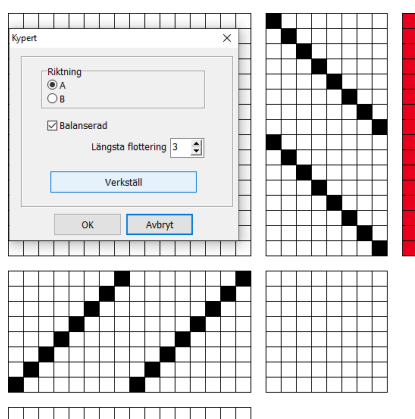 Kypert
Riktning
A
B
Balanserad
Längsta flottering 3
Verkställ
OK Avbryt